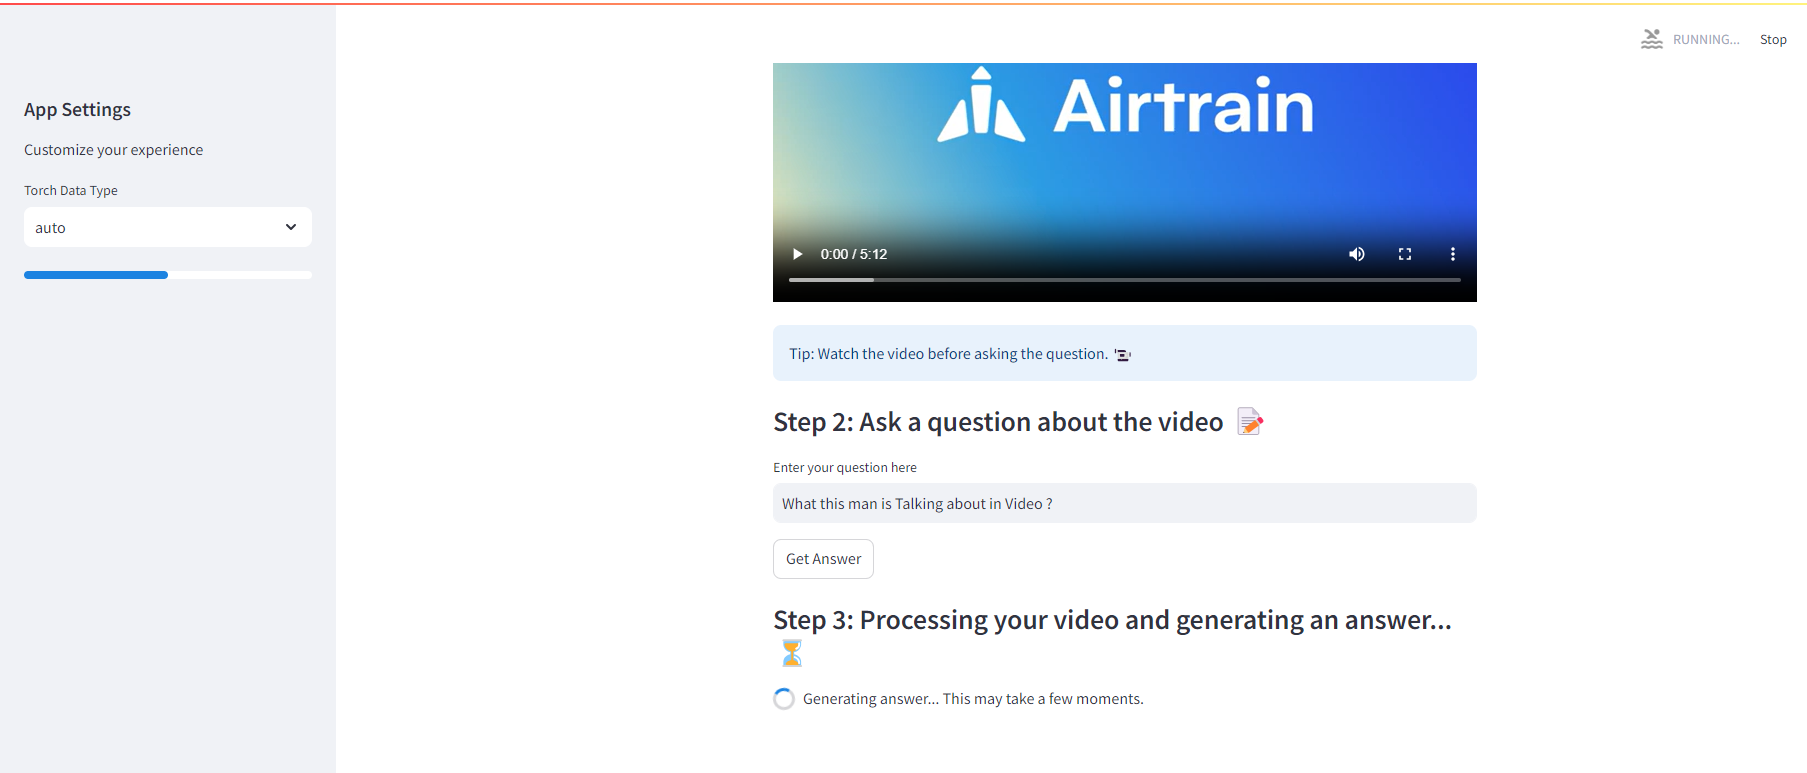 RUNNING...
Stop
App Settings
Customize your experience
Torch Data Type
auto
Airtrain
0:00 / 5:12
Tip: Watch the video before asking the question.
Step 2: Ask a question about the video
Enter your question here
What this man is Talking about in Video ?
Get Answer
Step 3: Processing your video and generating an answer...
Generating answer... This may take a few moments.